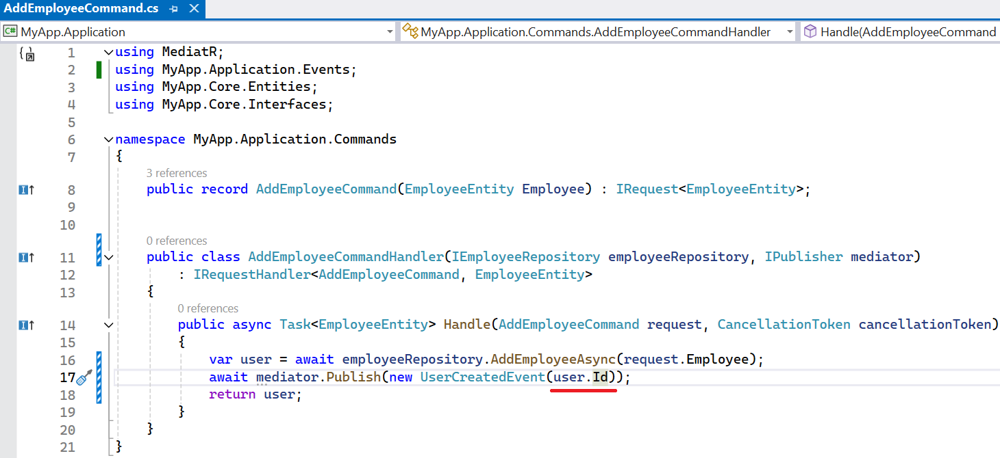 AddEmployeeCommand.cs
MyApp.Application
MyApp.Application.Commands.AddEmployeeCommandHandler
Handle(AddEmployeeCommand
1 using MediatR;
2 using MyApp.Application.Events;
3 using MyApp.Core.Entities;
4 using MyApp.Core.Interfaces;
5
6 namespace MyApp.Application.Commands
7 {
3 references
8 public record AddEmployeeCommand(EmployeeEntity Employee) : IRequest<EmployeeEntity>;
9
10
0 references
11 public class AddEmployeeCommandHandler(IEmployeeRepository employeeRepository, IPublisher mediator)
12 : IRequestHandler<AddEmployeeCommand, EmployeeEntity>
13 {
0 references
14 public async Task<EmployeeEntity> Handle(AddEmployeeCommand request, CancellationToken cancellationToken)
15 {
16 var user = await employeeRepository.AddEmployeeAsync(request.Employee);
17 await mediator.Publish(new UserCreatedEvent(user.Id));
18 return user;
19 }
20 }
21 }